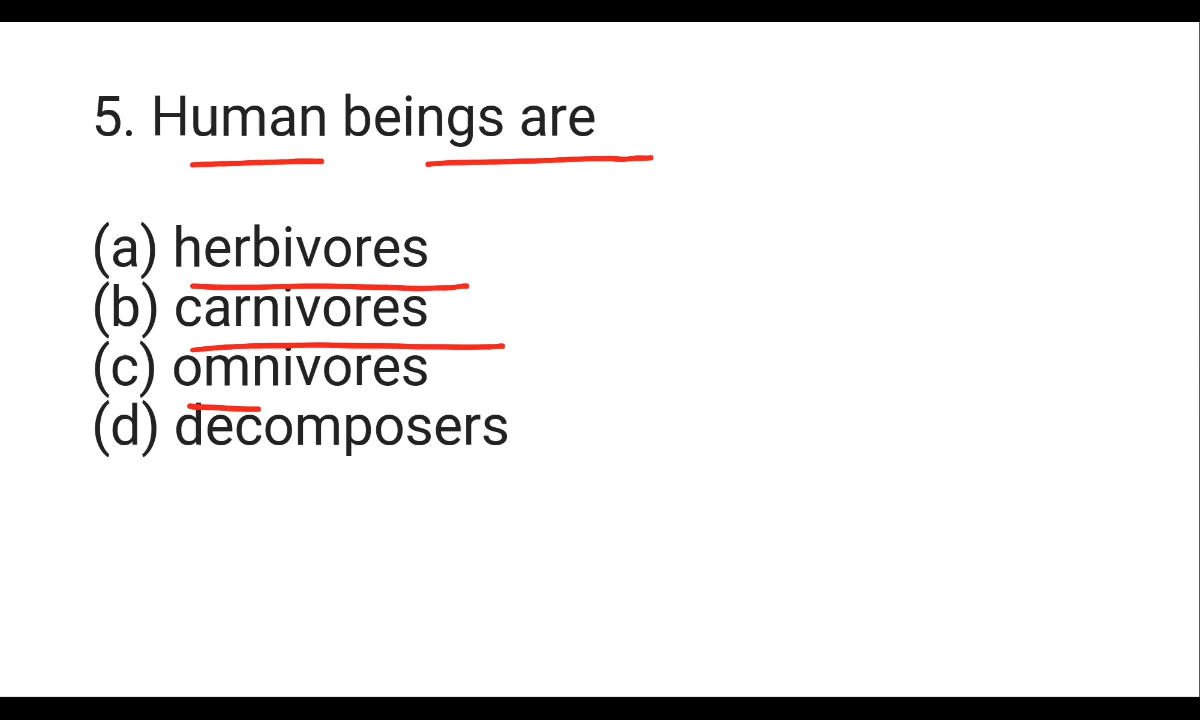 5. Human beings are
(a) herbivores
(b) carnivores
(c) omnivores
(d) decomposers